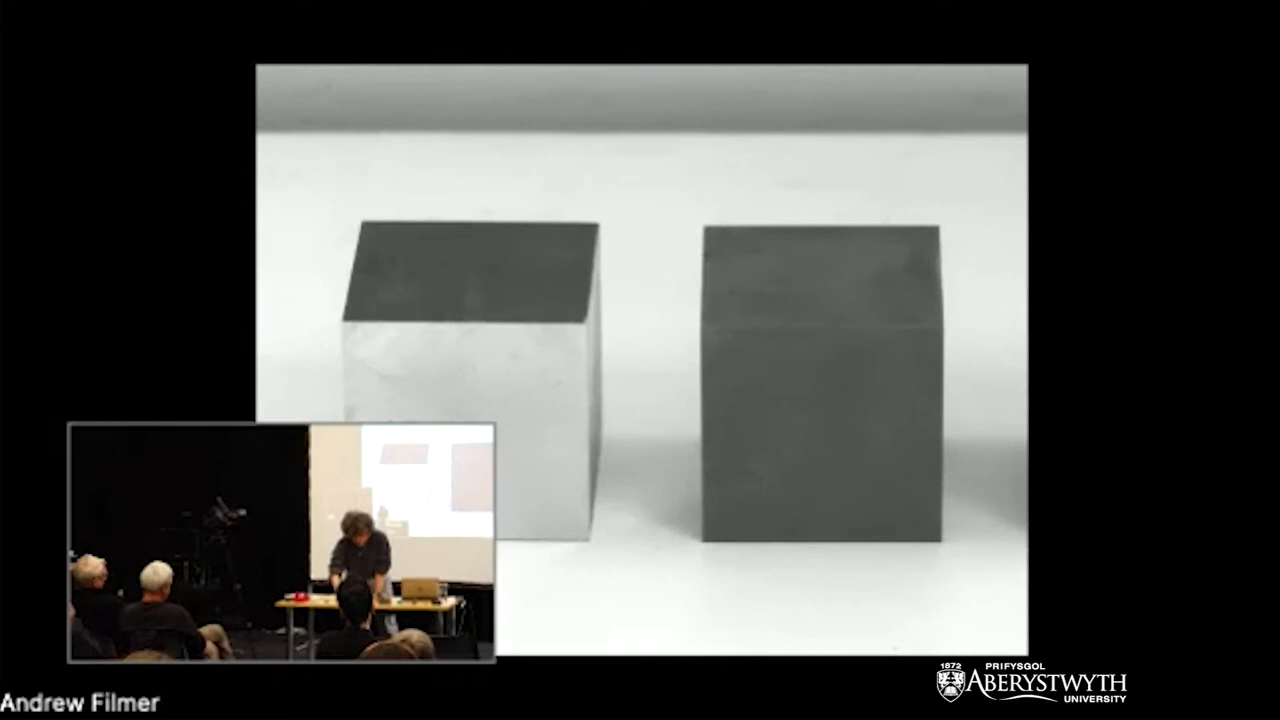 Andrew Filmer
1872
PRIFYSGOL
ABERYSTWYTH
UNIVERSITY